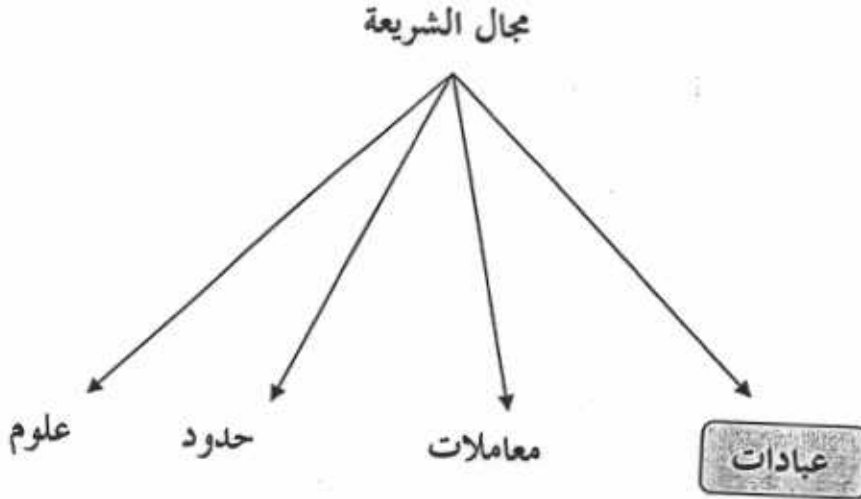 مجال الشريعة
عبادات
معاملات
حدود
علوم